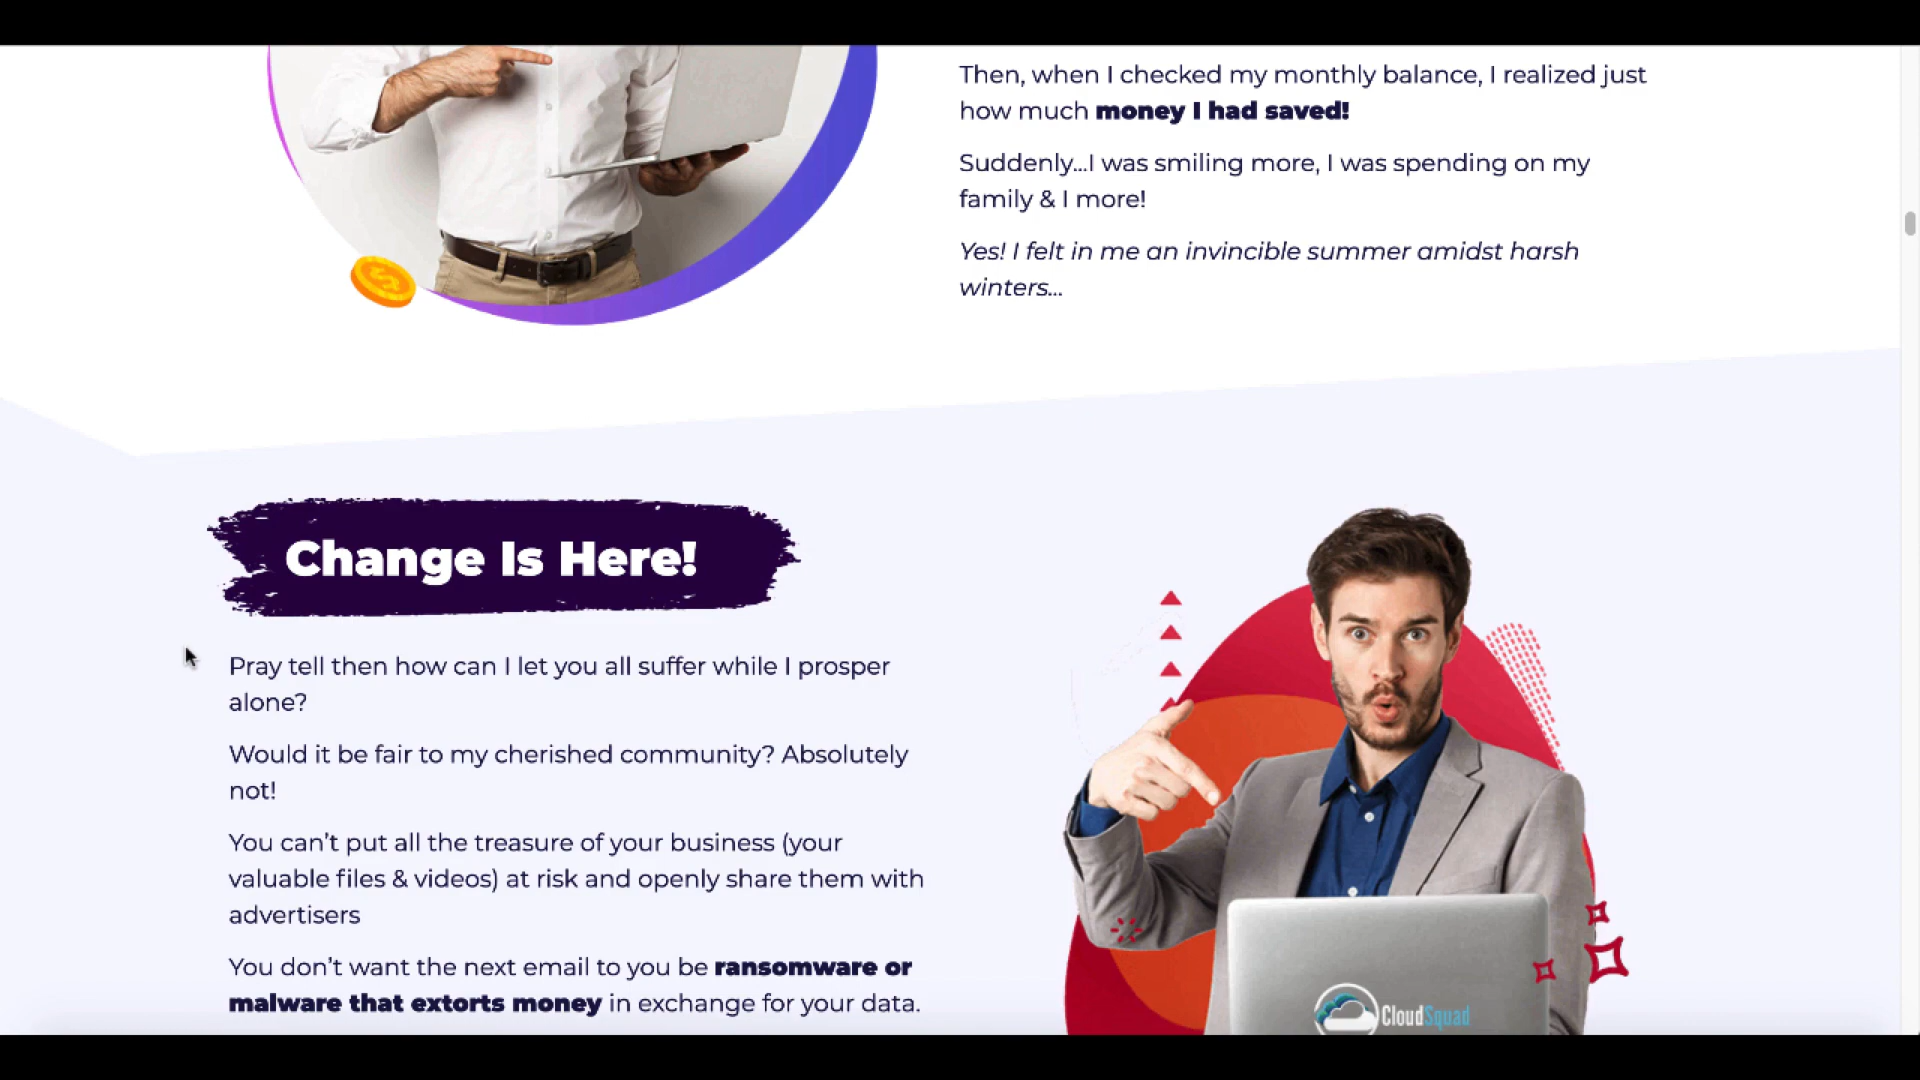 Then, when I checked my monthly balance, I realized just
how much money I had saved!
Suddenly...I was smiling more, I was spending on my
family & I more!
Yes! I felt in me an invincible summer amidst harsh
winters...
Change Is Here!
Pray tell then how can I let you all suffer while I prosper
alone?
Would it be fair to my cherished community? Absolutely
not!
You can’t put all the treasure of your business (your
valuable files & videos) at risk and openly share them with
advertisers
You don’t want the next email to you be ransomware or
malware that extorts money in exchange for your data.
CloudSquad